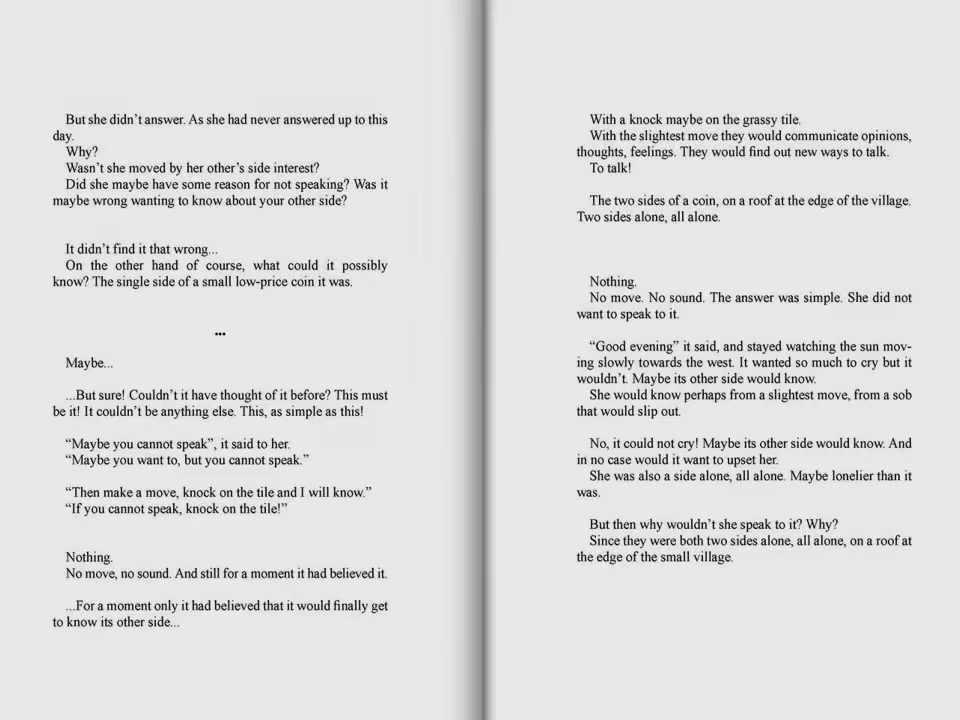 But she didn’t answer. As she had never answered up to this
day.
Why?
Wasn’t she moved by her other’s side interest?
Did she maybe have some reason for not speaking? Was it
maybe wrong wanting to know about your other side?
It didn’t find it that wrong...
On the other hand of course, what could it possibly
know? The single side of a small low-price coin it was.
...
Maybe...
...But sure! Couldn’t it have thought of it before? This must
be it! It couldn’t be anything else. This, as simple as this!
“Maybe you cannot speak”, it said to her.
“Maybe you want to, but you cannot speak.”
“Then make a move, knock on the tile and I will know.”
“If you cannot speak, knock on the tile!”
Nothing.
No move, no sound. And still for a moment it had believed it.
...For a moment only it had believed that it would finally get
to know its other side...
With a knock maybe on the grassy tile.
With the slightest move they would communicate opinions,
thoughts, feelings. They would find out new ways to talk.
To talk!
The two sides of a coin, on a roof at the edge of the village.
Two sides alone, all alone.
Nothing.
No move. No sound. The answer was simple. She did not
want to speak to it.
“Good evening” it said, and stayed watching the sun mov-
ing slowly towards the west. It wanted so much to cry but it
wouldn’t. Maybe its other side would know.
She would know perhaps from a slightest move, from a sob
that would slip out.
No, it could not cry! Maybe its other side would know. And
in no case would it want to upset her.
She was also a side alone, all alone. Maybe lonelier than it
was.
But then why wouldn’t she speak to it? Why?
Since they were both two sides alone, all alone, on a roof at
the edge of the small village.